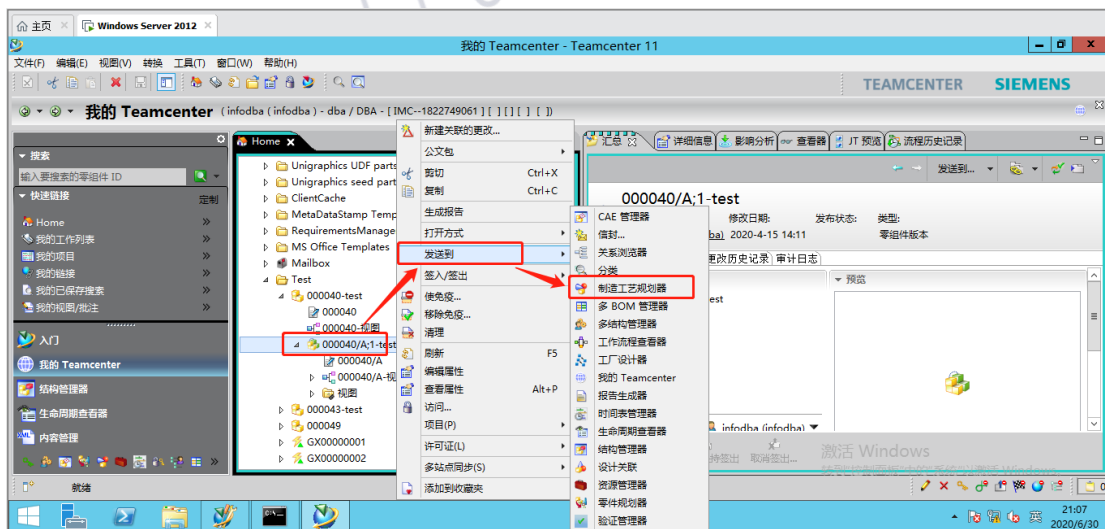 主页
Windows Server 2012
我的 Teamcenter - Teamcenter 11
文件(F) 编辑(E) 视图(V) 转换 工具(T) 窗口(W) 帮助(H)
TEAMCENTER SIEMENS
我的 Teamcenter (infodba ( infodba ) - dba / DBA - [ IMC--1822749061 ] [ ] [ ] [ ] [ ])
搜索
输入要搜索的零组件 ID
快速链接 定制
Home
我的工作列表
我的项目
我的链接
我的已保存搜索
我的视图/批注
入门
我的 Teamcenter
结构管理器
生命周期查看器
内容管理
就绪
Home
Unigraphics UDF parts
Unigraphics seed part
ClientCache
MetaDataStamp Temp
RequirementsManage
MS Office Templates
Mailbox
Test
000040-test
000040
000040-视图
000040/A;1-test
000040/A
000040/A-视
视图
000043-test
000049
GX00000001
GX00000002
新建关联的更改...
公文包
剪切 Ctrl+X
复制 Ctrl+C
生成报告
打开方式
发送到
签入/签出
使免疫...
移除免疫...
清理
刷新 F5
编辑属性
查看属性 Alt+P
访问...
项目(P)
许可证(L)
多站点同步(S)
添加到收藏夹
CAE 管理器
信封...
关系浏览器
分类
制造工艺规划器
多 BOM 管理器
多结构管理器
工作流程查看器
工厂设计器
我的 Teamcenter
报告生成器
时间表管理器
生命周期查看器
结构管理器
设计关联
资源管理器
零件规划器
验证管理器
汇总 详细信息 影响分析 查看器 JT 预览 流程历史记录
发送到...
000040/A;1-test
修改日期: 发布状态: 类型:
ba) 2020-4-15 14:11 零组件版本
更改历史记录 审计日志
预览
est
infodba (infodba)
持签出 取消签出...
激活 Windows
21:07
2020/6/30
英